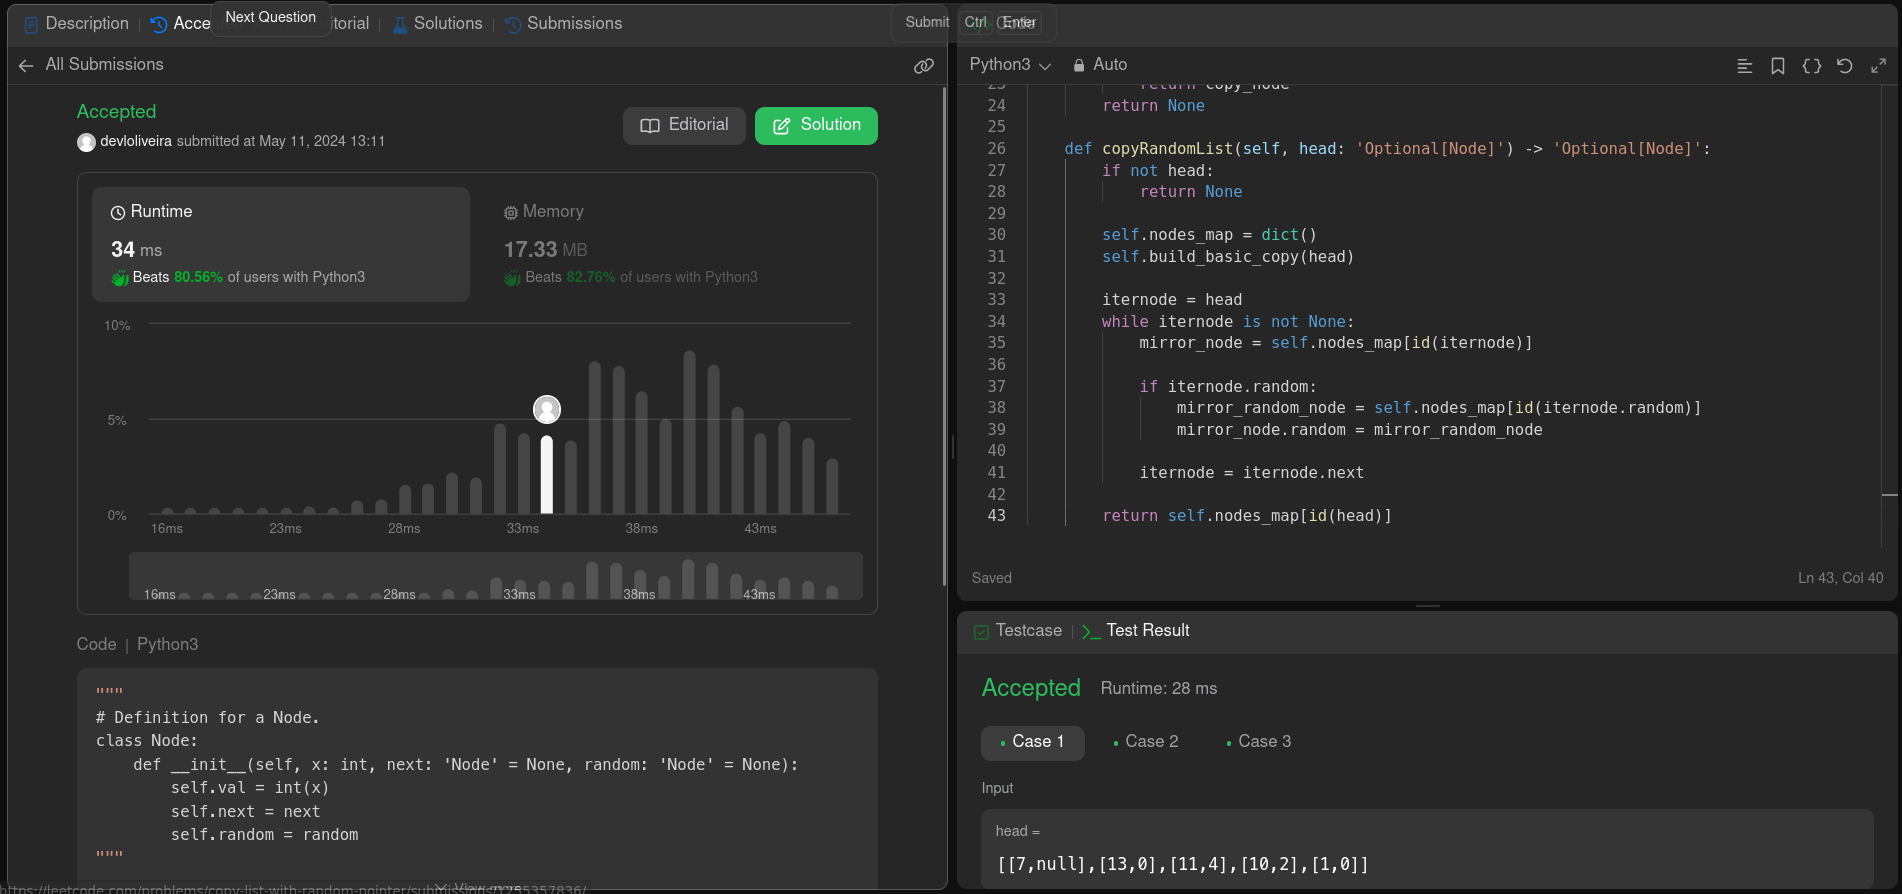 Description
Acce
Next Question
torial
Solutions
Submissions
Submit Ctrl Enter
All Submissions
Accepted
devloliveira submitted at May 11, 2024 13:11
Editorial
Solution
Runtime
34 ms
Beats 80.56% of users with Python3
Memory
17.33 MB
Beats 82.76% of users with Python3
10%
5%
0%
16ms 23ms 28ms 33ms 38ms 43ms
16ms 23ms 28ms 33ms 38ms 43ms
Code | Python3
"""
# Definition for a Node.
class Node:
    def __init__(self, x: int, next: 'Node' = None, random: 'Node' = None):
        self.val = int(x)
        self.next = next
        self.random = random
"""
View more
https://leetcode.com/problems/copy-list-with-random-pointer/submissions/1255357836/
Python3 Auto
23 return copy_node
24 return None
25
26 def copyRandomList(self, head: 'Optional[Node]') -> 'Optional[Node]':
27 if not head:
28 return None
29
30 self.nodes_map = dict()
31 self.build_basic_copy(head)
32
33 iternode = head
34 while iternode is not None:
35 mirror_node = self.nodes_map[id(iternode)]
36
37 if iternode.random:
38 mirror_random_node = self.nodes_map[id(iternode.random)]
39 mirror_node.random = mirror_random_node
40
41 iternode = iternode.next
42
43 return self.nodes_map[id(head)]
Saved
Ln 43, Col 40
Testcase
Test Result
Accepted Runtime: 28 ms
Case 1 Case 2 Case 3
Input
head =
[[7,null],[13,0],[11,4],[10,2],[1,0]]